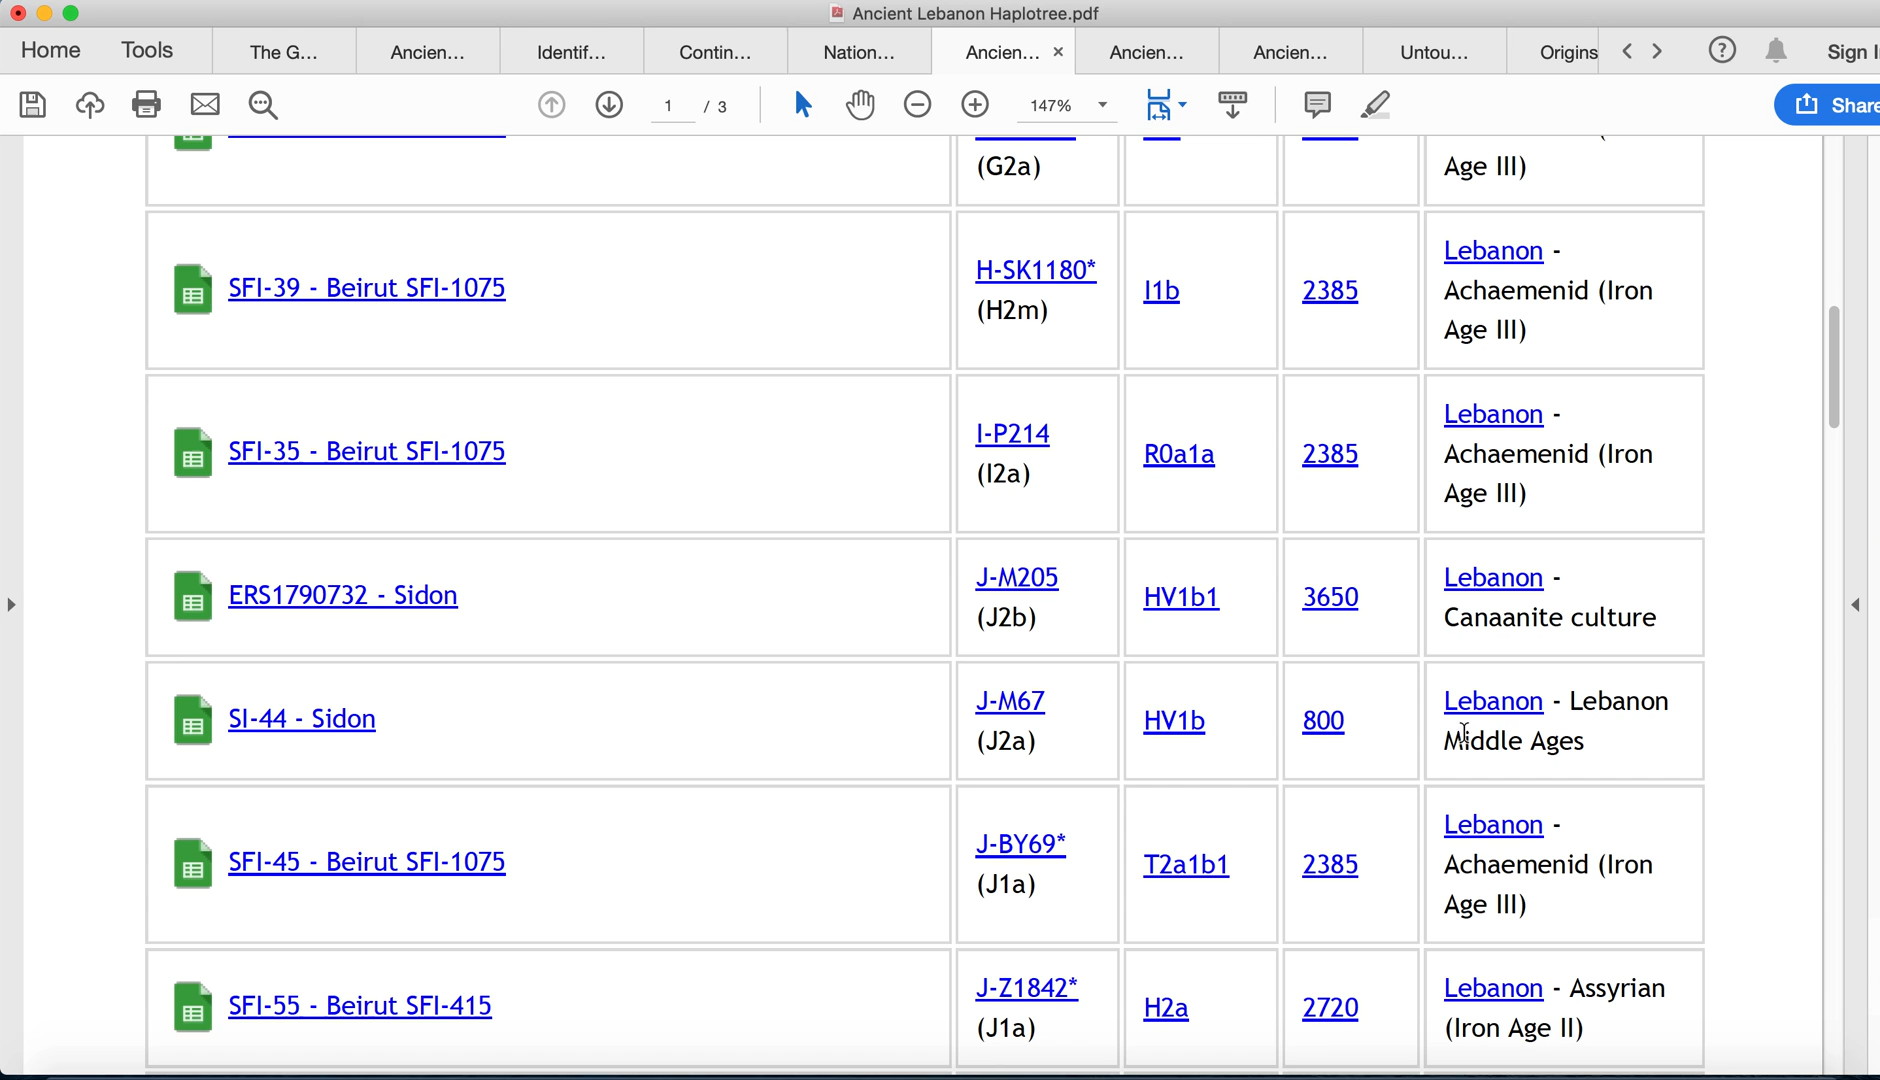 Ancient Lebanon Haplotree.pdf
Home Tools The G... Ancien... Identif... Contin... Nation... Ancien... × Ancien... Ancien... Untou... Origins Sign I
1 / 3 147% Share
(G2a) Age III)
SFI-39 - Beirut SFI-1075 H-SK1180* (H2m) I1b 2385 Lebanon -
Achaemenid (Iron
Age III)
SFI-35 - Beirut SFI-1075 I-P214 (I2a) R0a1a 2385 Lebanon -
Achaemenid (Iron
Age III)
ERS1790732 - Sidon J-M205 (J2b) HV1b1 3650 Lebanon -
Canaanite culture
SI-44 - Sidon J-M67 (J2a) HV1b 800 Lebanon - Lebanon
Middle Ages
SFI-45 - Beirut SFI-1075 J-BY69* (J1a) T2a1b1 2385 Lebanon -
Achaemenid (Iron
Age III)
SFI-55 - Beirut SFI-415 J-Z1842* (J1a) H2a 2720 Lebanon - Assyrian
(Iron Age II)